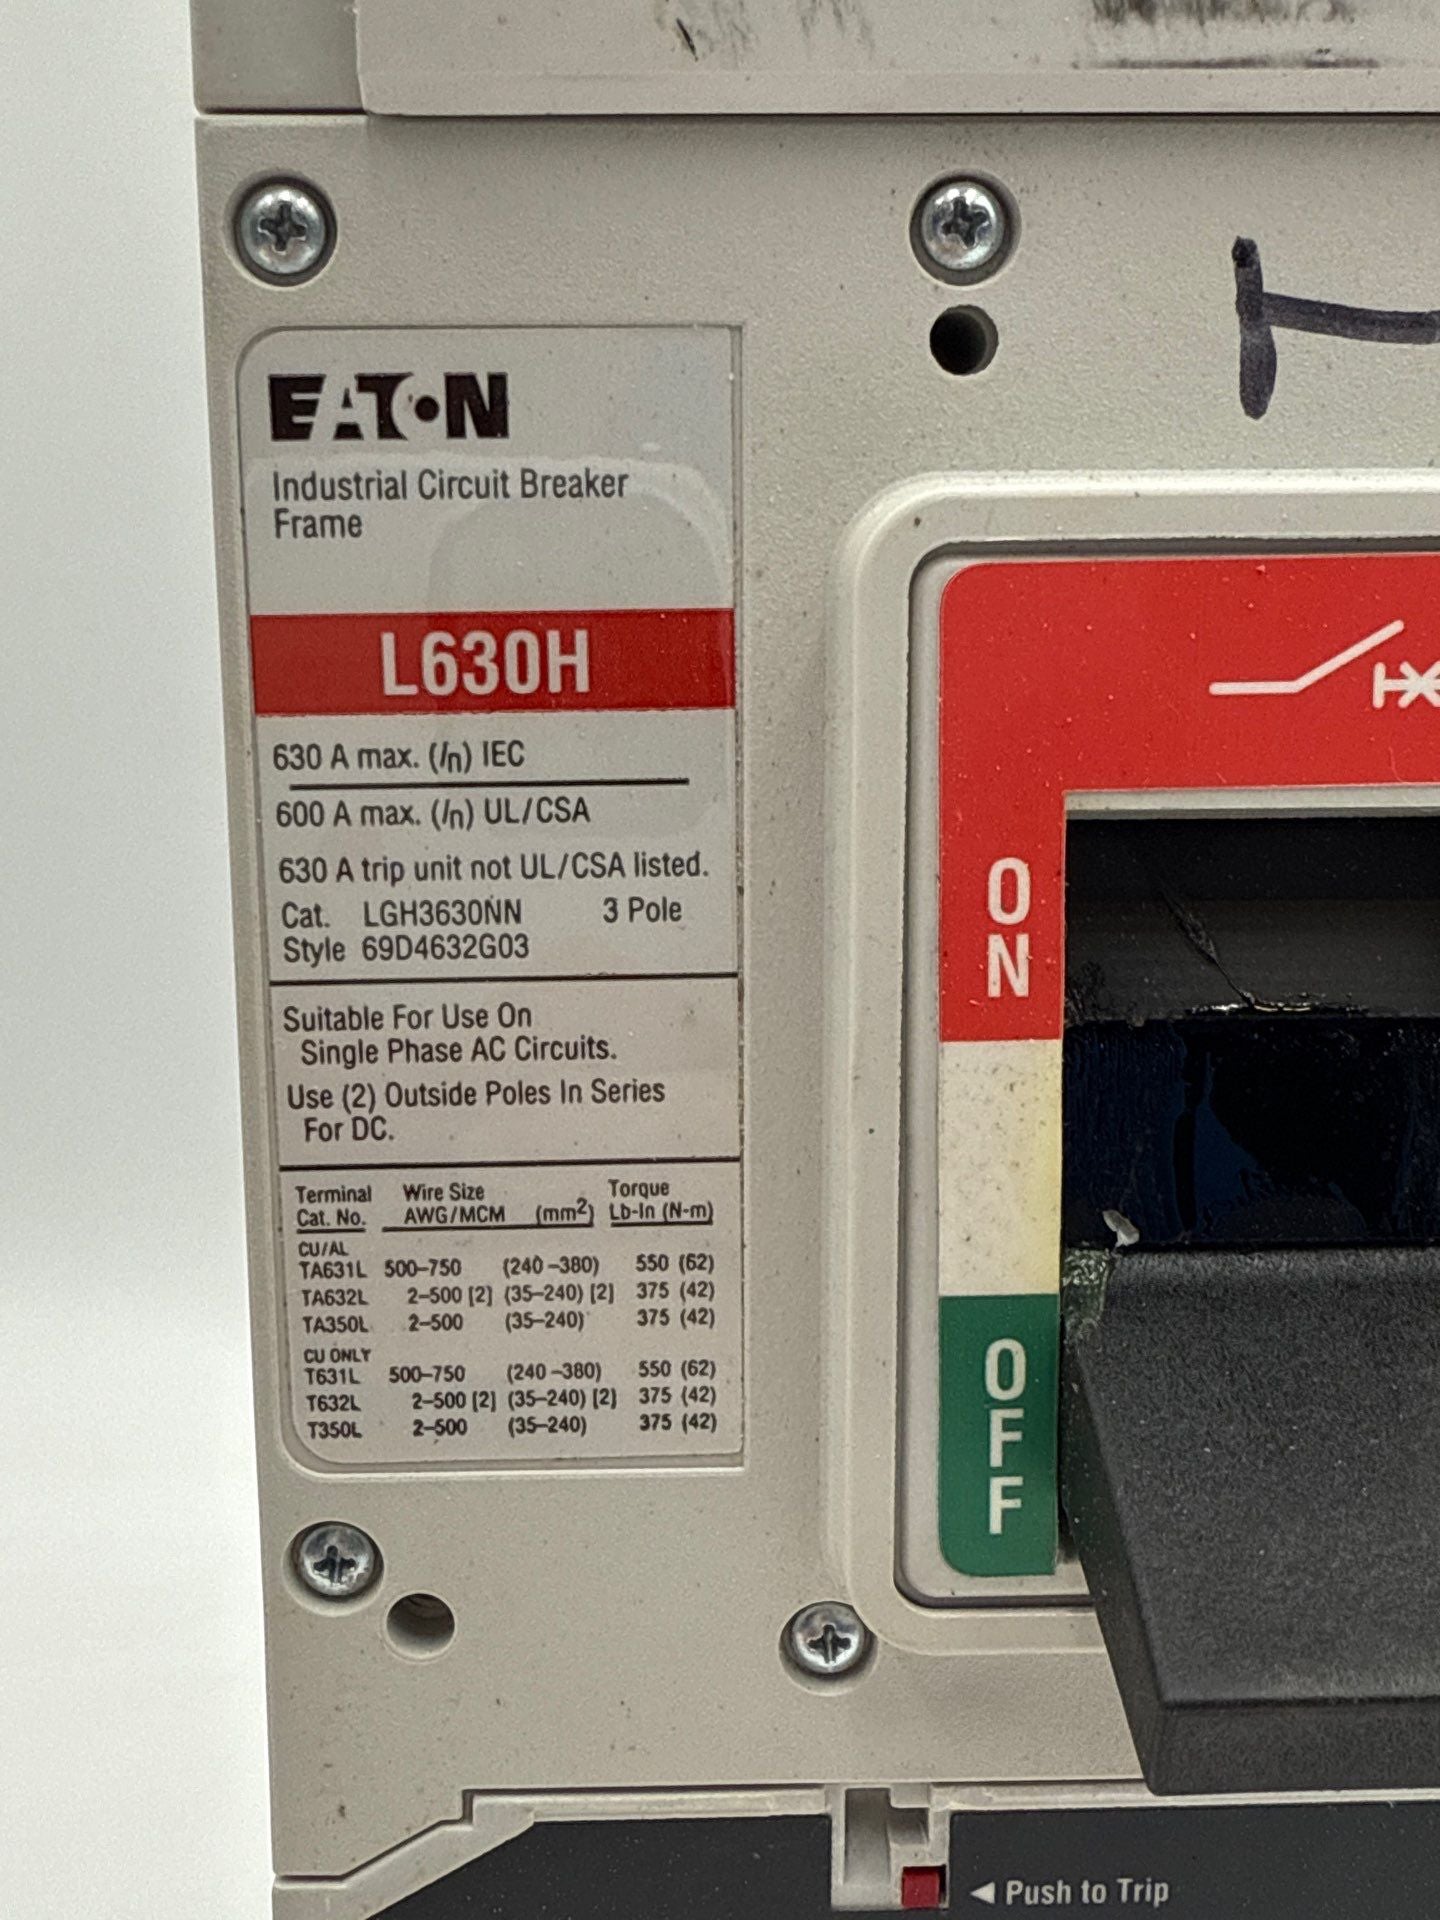 EATON
Industrial Circuit Breaker
Frame
L630H
630 A max. (In) IEC
600 A max. (In) UL/CSA
630 A trip unit not UL/CSA listed.
Cat. LGH3630NN 3 Pole
Style 69D4632G03
Suitable For Use On
Single Phase AC Circuits.
Use (2) Outside Poles In Series
For DC.
Terminal Wire Size Torque
Cat. No. AWG/MCM (mm2) Lb-In (N-m)
CU/AL
TA631L 500–750 (240–380) 550 (62)
TA632L 2–500 [2] (35–240) [2] 375 (42)
TA350L 2–500 (35–240) 375 (42)
CU ONLY
T631L 500–750 (240–380) 550 (62)
T632L 2–500 [2] (35–240) [2] 375 (42)
T350L 2–500 (35–240) 375 (42)
ON
OFF
◄ Push to Trip